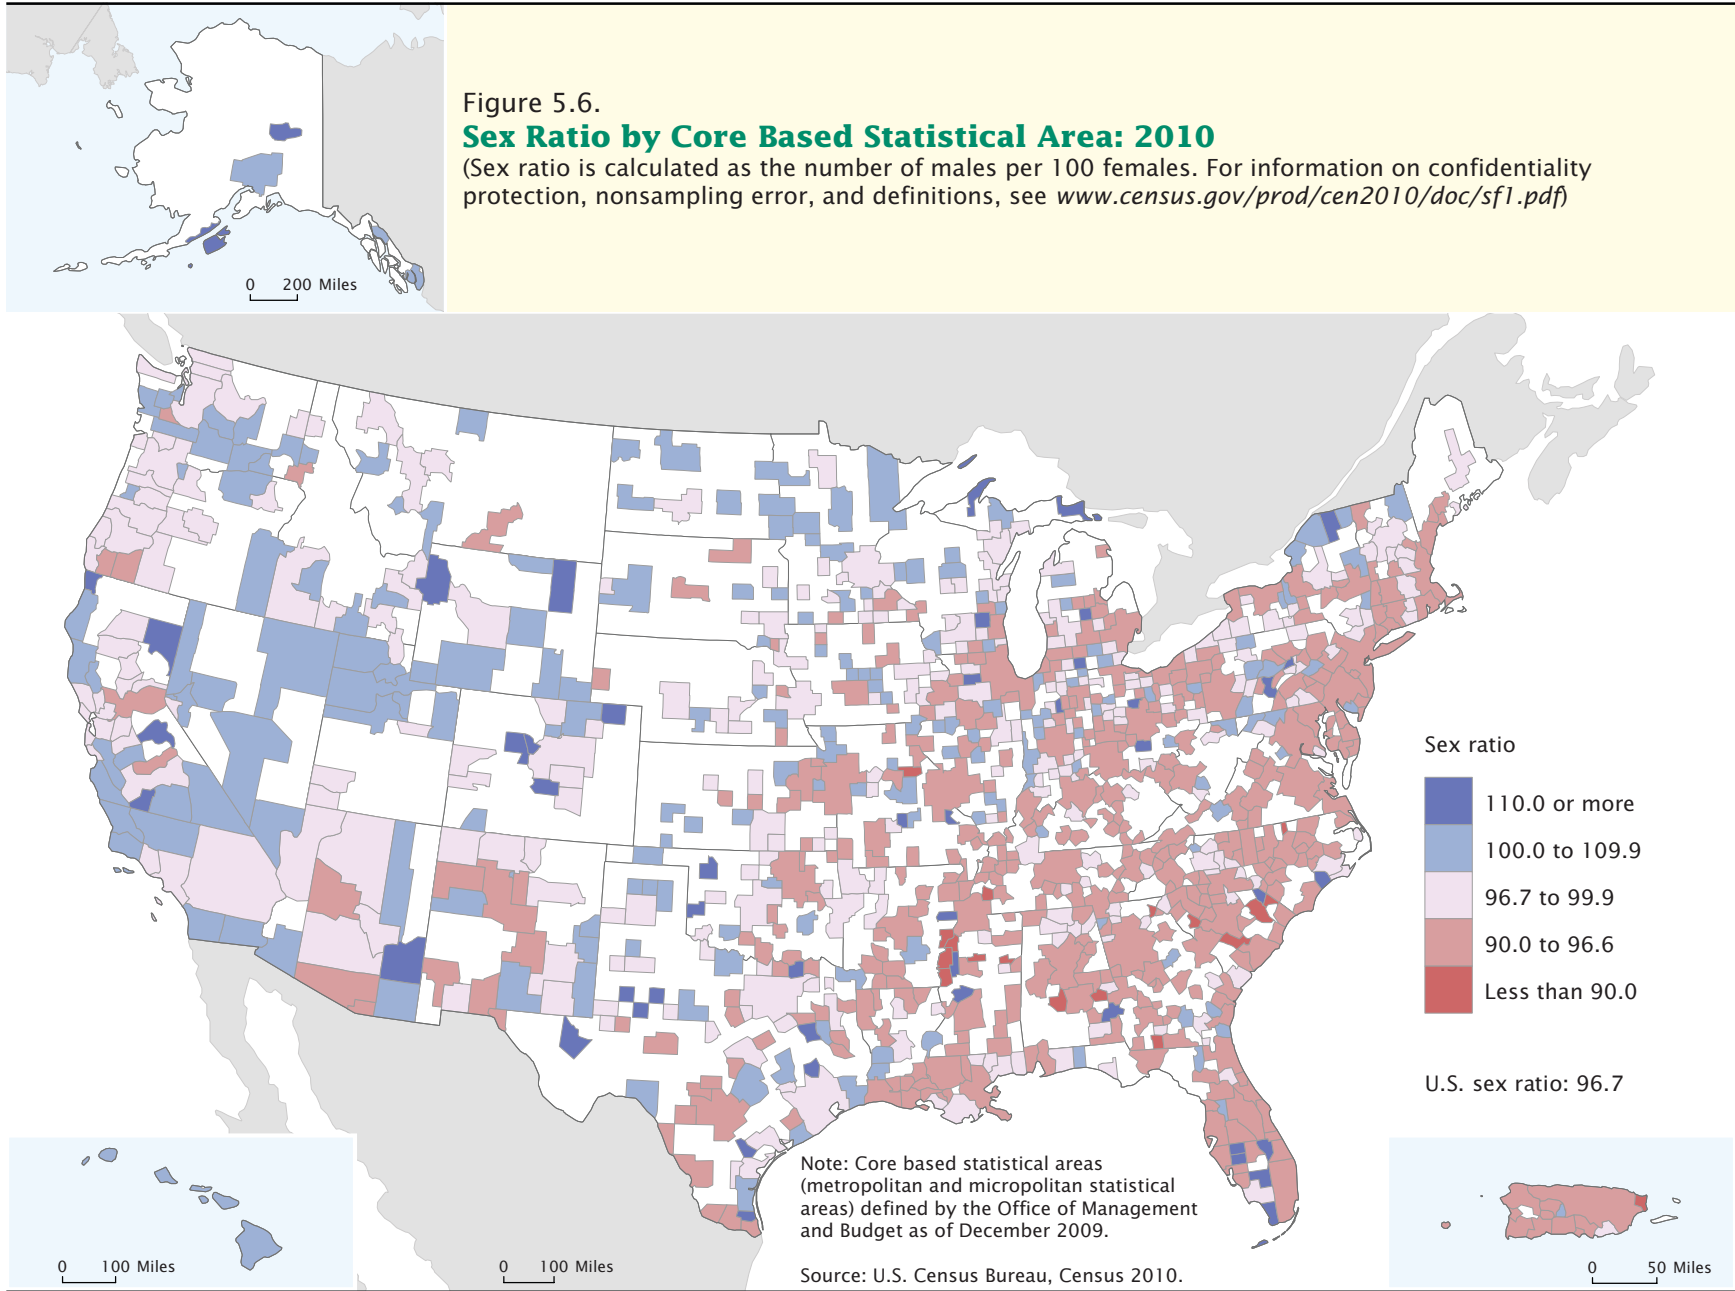 Figure 5.6.
Sex Ratio by Core Based Statistical Area: 2010
(Sex ratio is calculated as the number of males per 100 females. For information on confidentiality
protection, nonsampling error, and definitions, see www.census.gov/prod/cen2010/doc/sf1.pdf)
0 200 Miles
Sex ratio
110.0 or more
100.0 to 109.9
96.7 to 99.9
90.0 to 96.6
Less than 90.0
U.S. sex ratio: 96.7
Note: Core based statistical areas
(metropolitan and micropolitan statistical
areas) defined by the Office of Management
and Budget as of December 2009.
Source: U.S. Census Bureau, Census 2010.
0 100 Miles
0 100 Miles
0 50 Miles